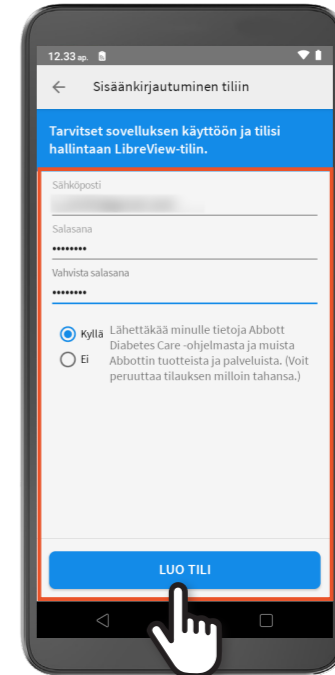 12.33 ap.
Sisäänkirjautuminen tiliin
Tarvitset sovelluksen käyttöön ja tilisi
hallintaan LibreView-tilin.
Sähköposti
Salasana
••••••••
Vahvista salasana
••••••••
Kyllä
Ei
Lähettäkää minulle tietoja Abbott
Diabetes Care -ohjelmasta ja muista
Abbottin tuotteista ja palveluista. (Voit
peruuttaa tilauksen milloin tahansa.)
LUO TILI